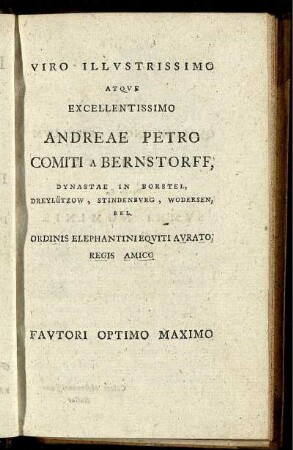 VIRO ILLVSTRISSIMO
ATQVE
EXCELLENTISSIMO
ANDREAE PETRO
COMITI A BERNSTORFF,
DYNASTAE IN BORSTEL,
DREYLÜTZOW, STINDENBVRG, WODERSEN,
REL.
ORDINIS ELEPHANTINI EQVITI AVRATO,
REGIS AMICO
FAVTORI OPTIMO MAXIMO